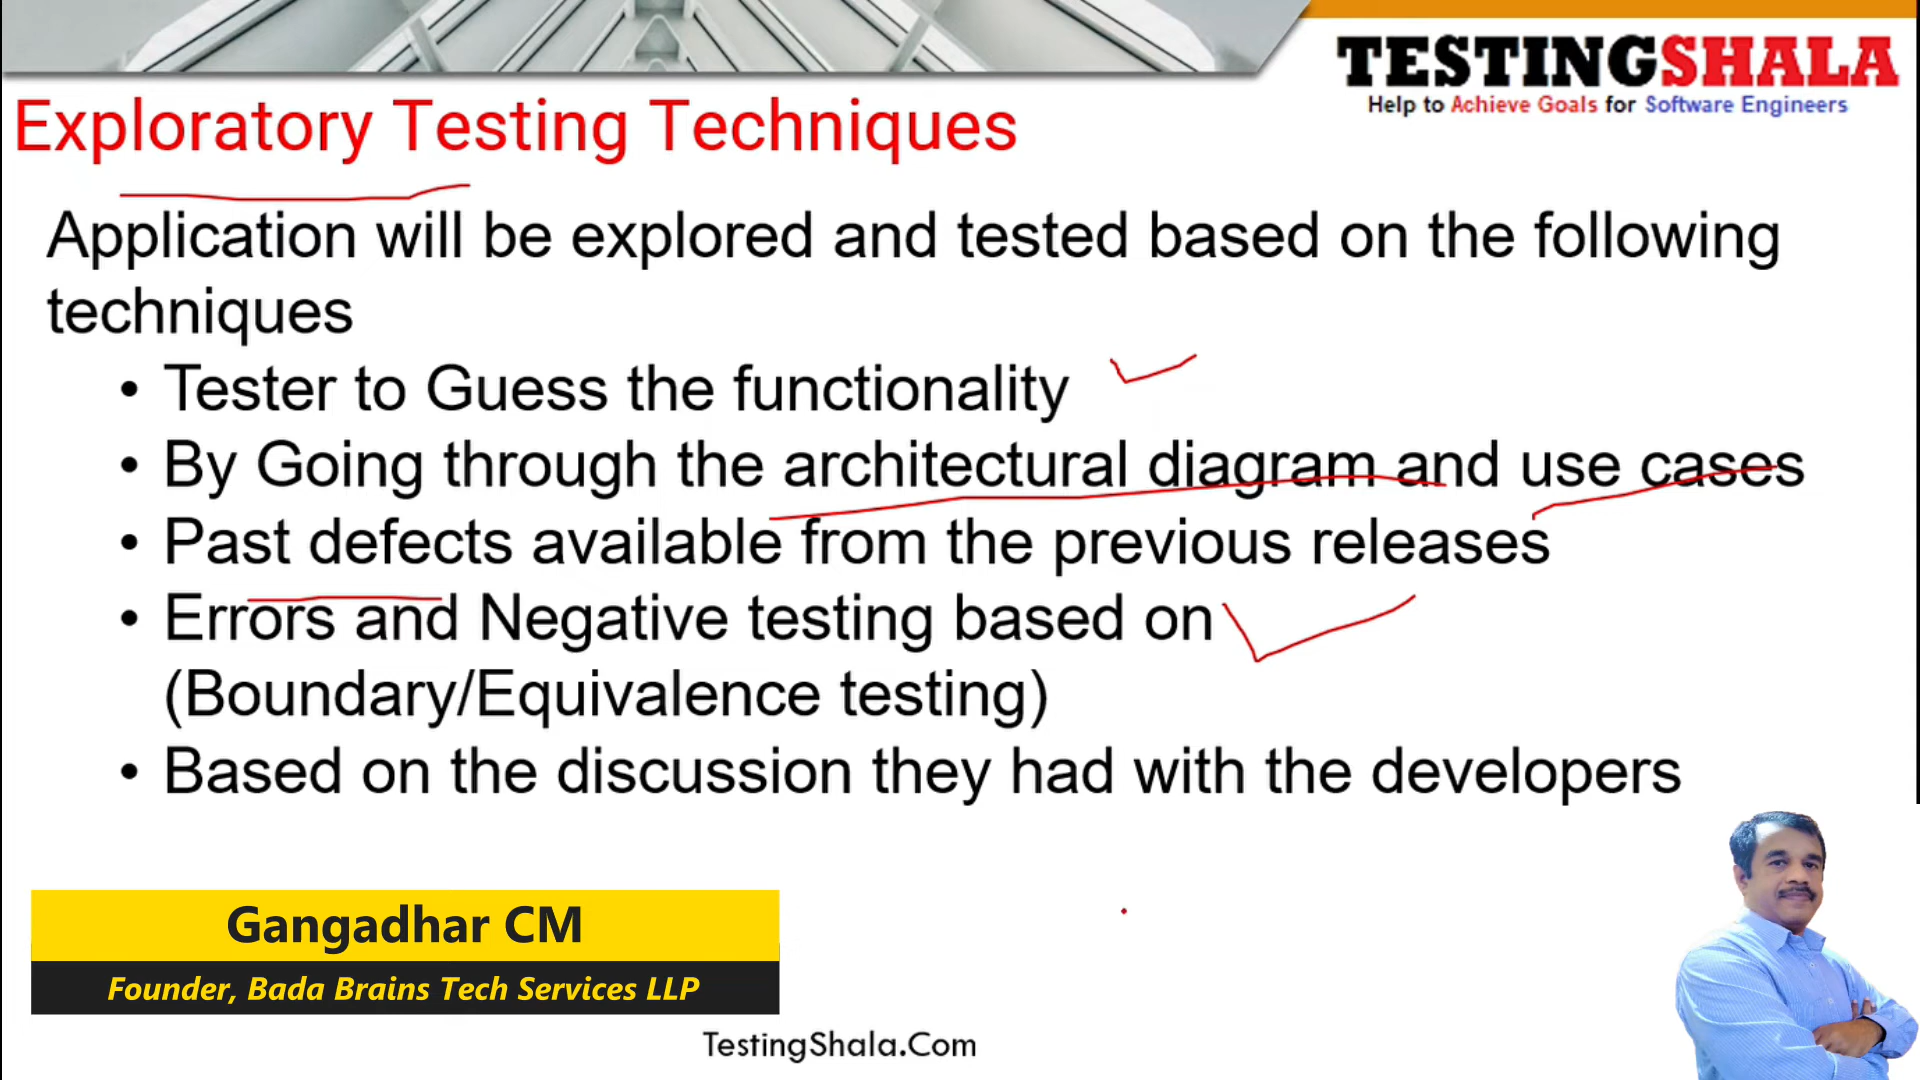 TESTINGSHALA
Help to Achieve Goals for Software Engineers
Exploratory Testing Techniques
Application will be explored and tested based on the following
techniques
• Tester to Guess the functionality
• By Going through the architectural diagram and use cases
• Past defects available from the previous releases
• Errors and Negative testing based on
(Boundary/Equivalence testing)
• Based on the discussion they had with the developers
Gangadhar CM
Founder, Bada Brains Tech Services LLP
TestingShala.Com